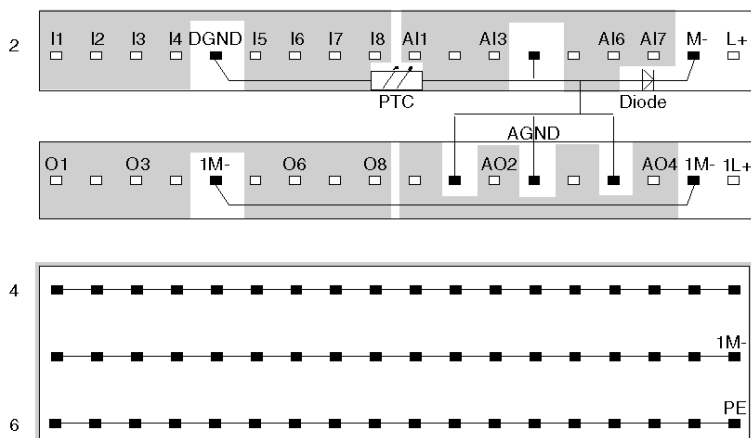 I1 I2 I3 I4 DGND I5 I6 I7 I8 AI1 AI3 AI6 AI7 M- L+
2
PTC Diode
AGND
O1 O3 1M- O6 O8 AO2 AO4 1M- 1L+
4
1M-
PE
6